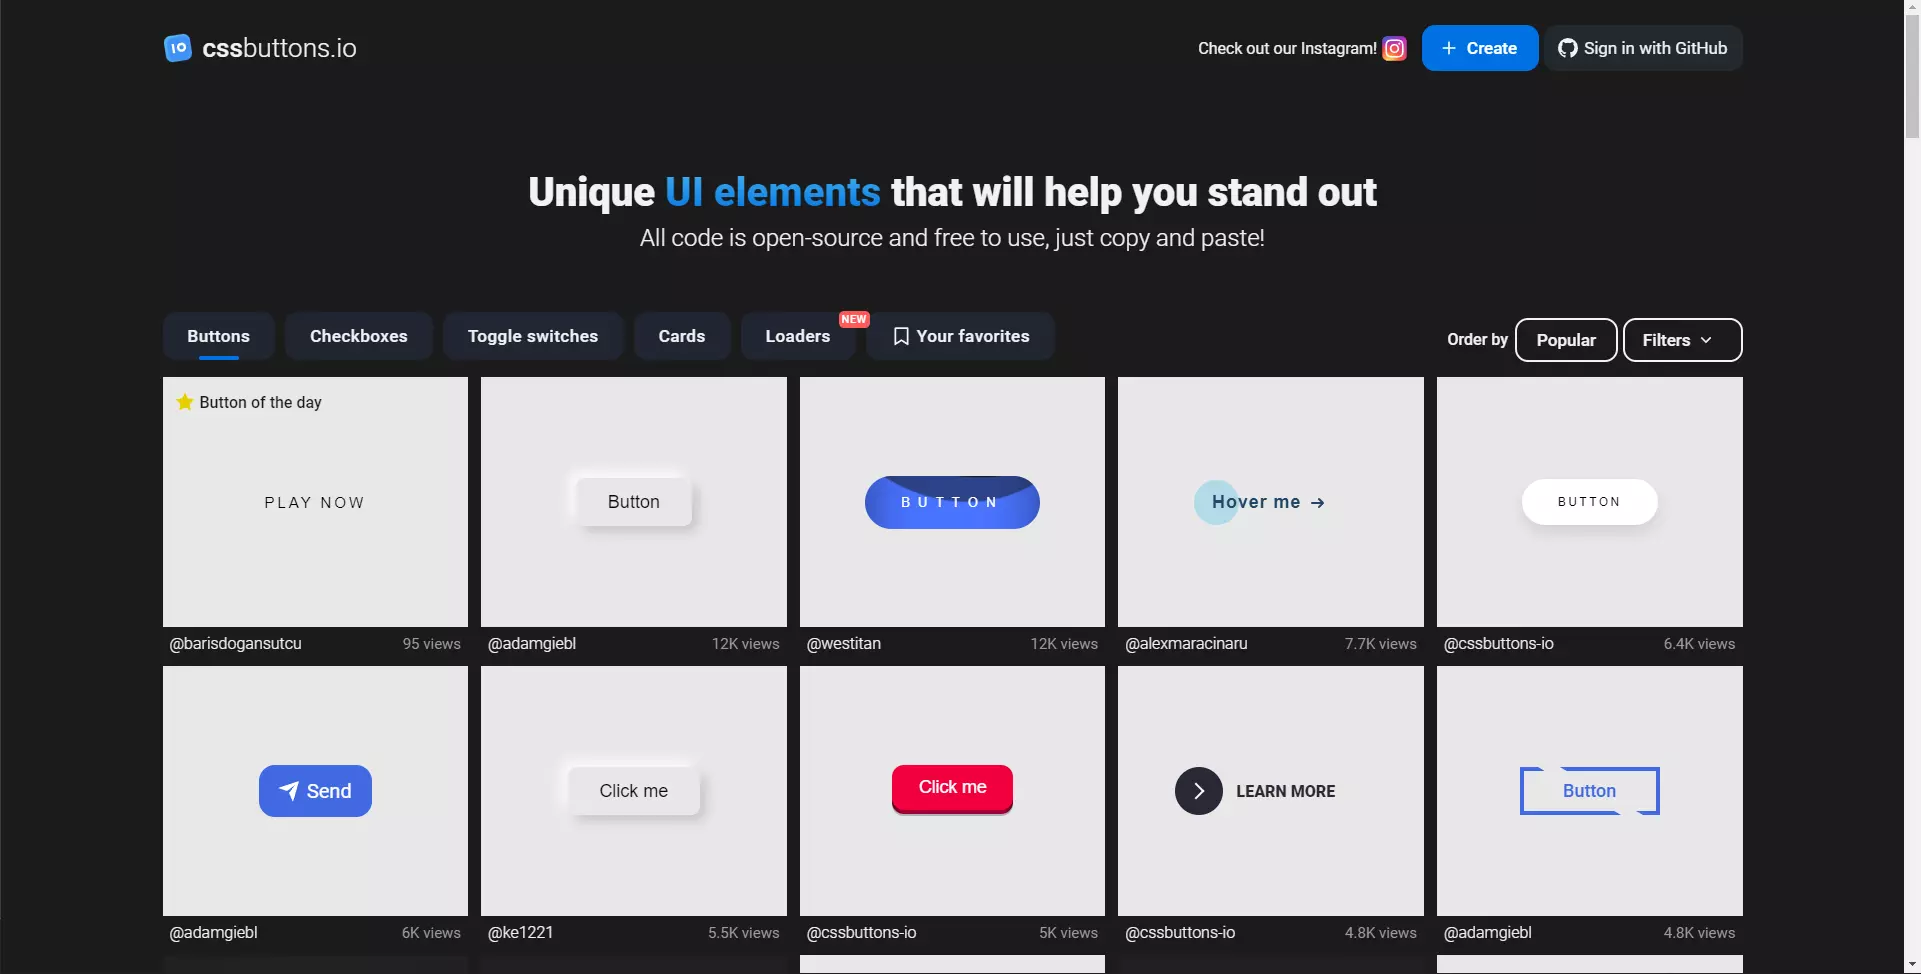 cssbuttons.io
Check out our Instagram!
+ Create
Sign in with GitHub
Unique UI elements that will help you stand out
All code is open-source and free to use, just copy and paste!
Buttons
Checkboxes
Toggle switches
Cards
Loaders
NEW
Your favorites
Order by
Popular
Filters
Button of the day
PLAY NOW
Button
BUTTON
Hover me →
BUTTON
@barisdogansutcu
95 views
@adamgiebl
12K views
@westitan
12K views
@alexmaracinaru
7.7K views
@cssbuttons-io
6.4K views
Send
Click me
Click me
LEARN MORE
Button
@adamgiebl
6K views
@ke1221
5.5K views
@cssbuttons-io
5K views
@cssbuttons-io
4.8K views
@adamgiebl
4.8K views